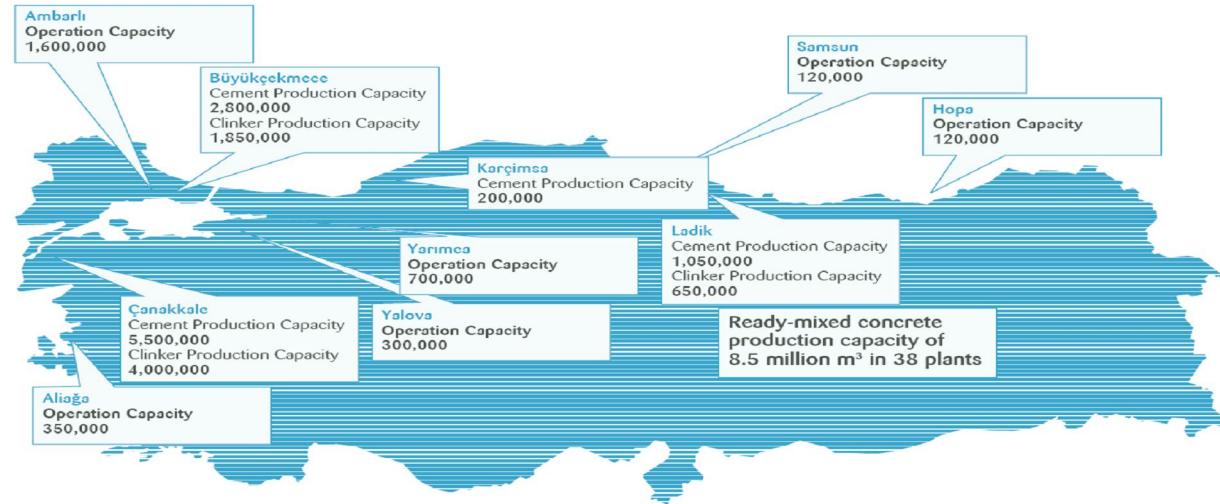 Ambarlı
Operation Capacity
1,600,000
Büyükçekmece
Cement Production Capacity
2,800,000
Clinker Production Capacity
1,850,000
Samsun
Operation Capacity
120,000
Hopa
Operation Capacity
120,000
Karçimsa
Cement Production Capacity
200,000
Ladik
Cement Production Capacity
1,050,000
Clinker Production Capacity
650,000
Yarımca
Operation Capacity
700,000
Çanakkale
Cement Production Capacity
5,500,000
Clinker Production Capacity
4,000,000
Yalova
Operation Capacity
300,000
Ready-mixed concrete
production capacity of
8.5 million m³ in 38 plants
Aliağa
Operation Capacity
350,000